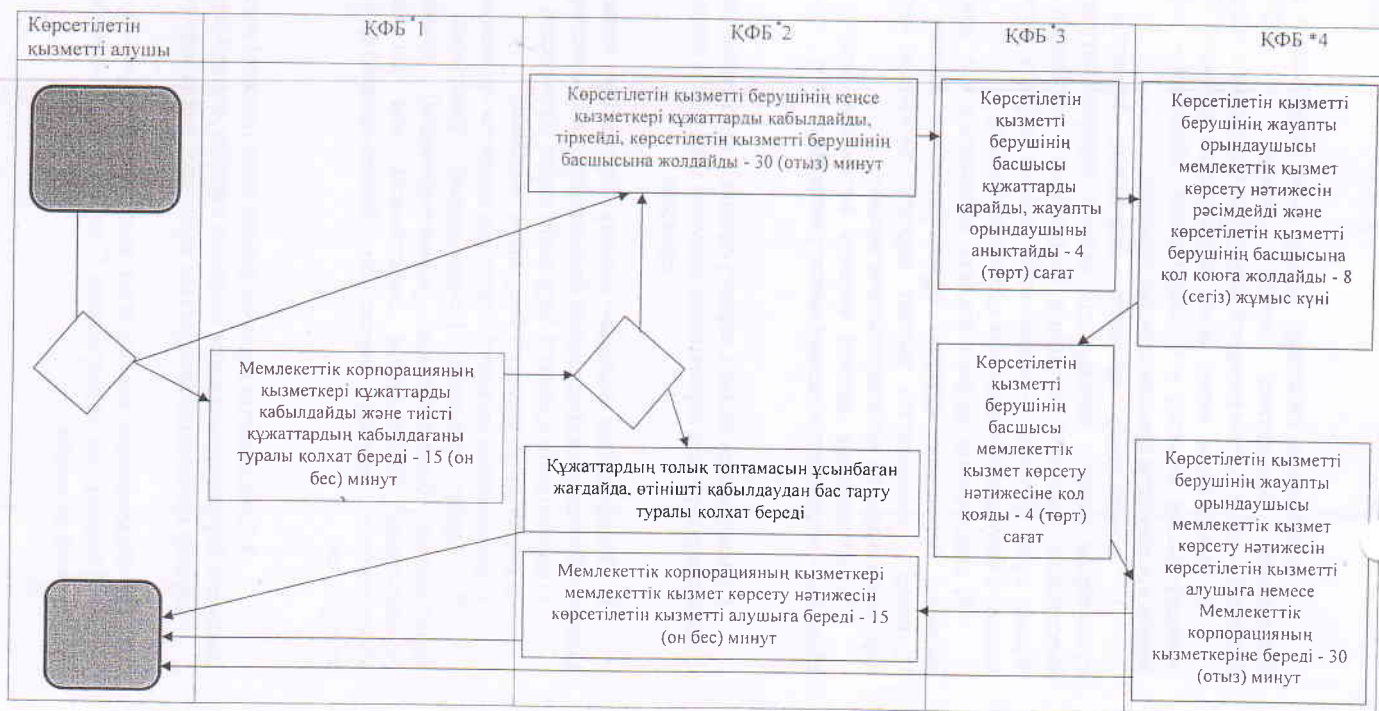 Көрсетілетін
қызметті алушы
ҚФБ *1
ҚФБ *2
ҚФБ *3
ҚФБ *4
Көрсетілетін қызметті берушінің кеңсе
қызметкері құжаттарды қабылдайды,
тіркейді, көрсетілетін қызметті берушінің
басшысына жолдайды - 30 (отыз) минут
Көрсетілетін
қызметті
берушінің
басшысы
құжаттарды
қарайды, жауапты
орындаушыны
анықтайды - 4
(төрт) сағат
Көрсетілетін қызметті
берушінің жауапты
орындаушысы
мемлекеттік қызмет
көрсету нәтижесін
рәсімдейді және
көрсетілетін қызметті
берушінің басшысына
қол қоюға жолдайды - 8
(сегіз) жұмыс күні
Мемлекеттік корпорацияның
қызметкері құжаттарды
қабылдайды және тиісті
құжаттардың қабылдағаны
туралы қолхат береді - 15 (он
бес) минут
Құжаттардың толық топтамасын ұсынбаған
жағдайда, өтінішті қабылдаудан бас тарту
туралы қолхат береді
Көрсетілетін
қызметті
берушінің
басшысы
мемлекеттік
қызмет көрсету
нәтижесіне қол
қояды - 4 (төрт)
сағат
Көрсетілетін қызметті
берушінің жауапты
орындаушысы
мемлекеттік қызмет
көрсету нәтижесін
көрсетілетін қызметті
алушыға немесе
Мемлекеттік
корпорацияның
қызметкеріне береді - 30
(отыз) минут
Мемлекеттік корпорацияның қызметкері
мемлекеттік қызмет көрсету нәтижесін
көрсетілетін қызметті алушыға береді - 15
(он бес) минут